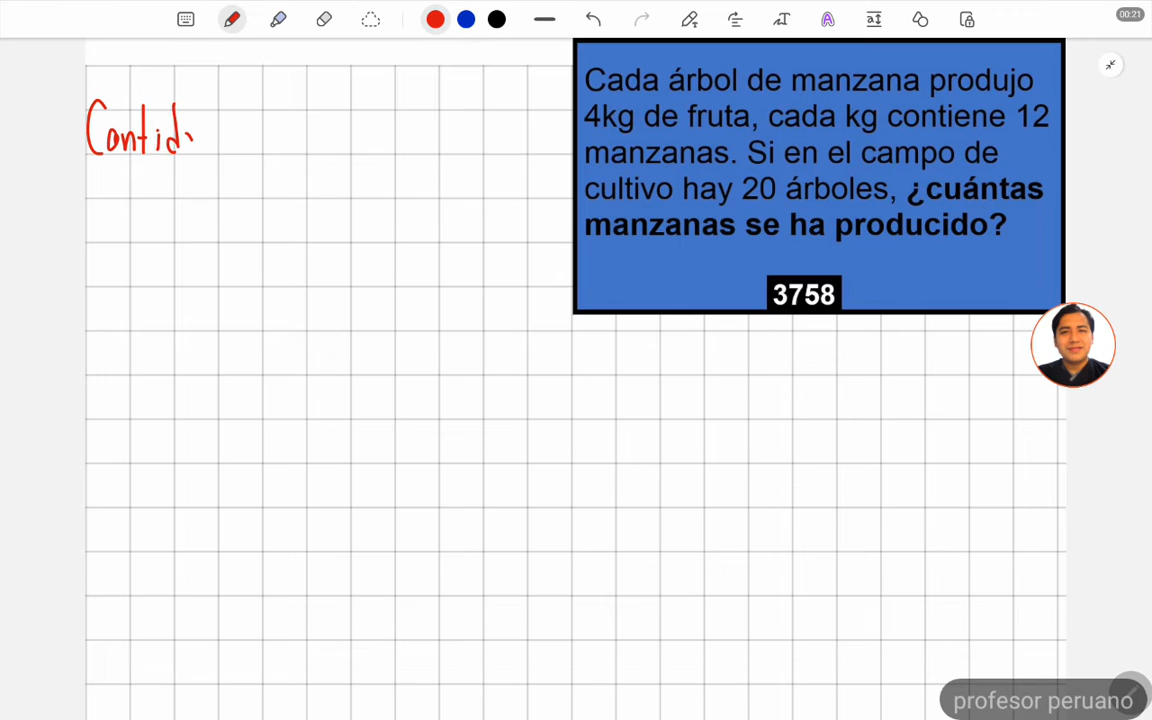 00:21
Cada árbol de manzana produjo
4kg de fruta, cada kg contiene 12
manzanas. Si en el campo de
cultivo hay 20 árboles, ¿cuántas
manzanas se ha producido?
3758
Cantid
profesor peruano